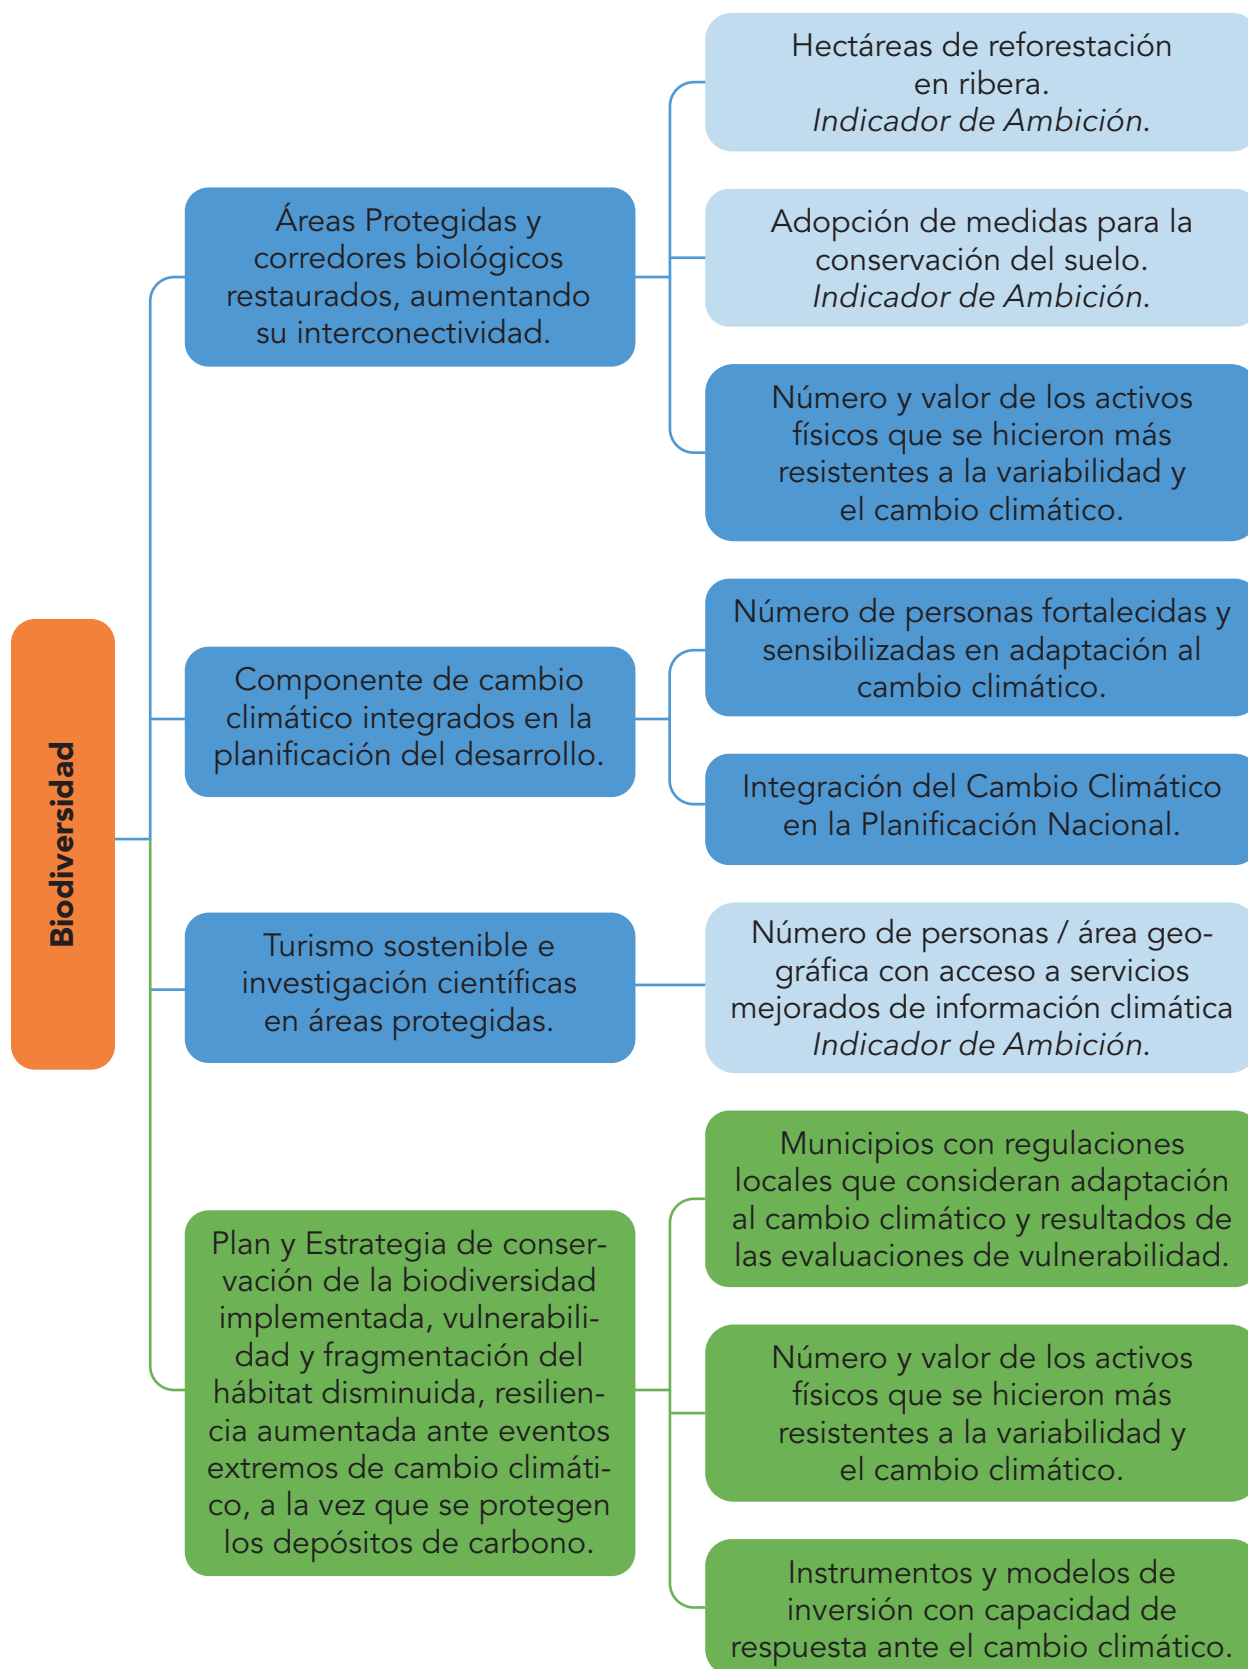 Biodiversidad
Áreas Protegidas y
corredores biológicos
restaurados, aumentando
su interconectividad.
Hectáreas de reforestación
en ribera.
Indicador de Ambición.
Adopción de medidas para la
conservación del suelo.
Indicador de Ambición.
Número y valor de los activos
físicos que se hicieron más
resistentes a la variabilidad y
el cambio climático.
Componente de cambio
climático integrados en la
planificación del desarrollo.
Número de personas fortalecidas y
sensibilizadas en adaptación al
cambio climático.
Integración del Cambio Climático
en la Planificación Nacional.
Turismo sostenible e
investigación científicas
en áreas protegidas.
Número de personas / área geo-
gráfica con acceso a servicios
mejorados de información climática
Indicador de Ambición.
Plan y Estrategia de conser-
vación de la biodiversidad
implementada, vulnerabili-
dad y fragmentación del
hábitat disminuida, resilien-
cia aumentada ante eventos
extremos de cambio climáti-
co, a la vez que se protegen
los depósitos de carbono.
Municipios con regulaciones
locales que consideran adaptación
al cambio climático y resultados de
las evaluaciones de vulnerabilidad.
Número y valor de los activos
físicos que se hicieron más
resistentes a la variabilidad y
el cambio climático.
Instrumentos y modelos de
inversión con capacidad de
respuesta ante el cambio climático.